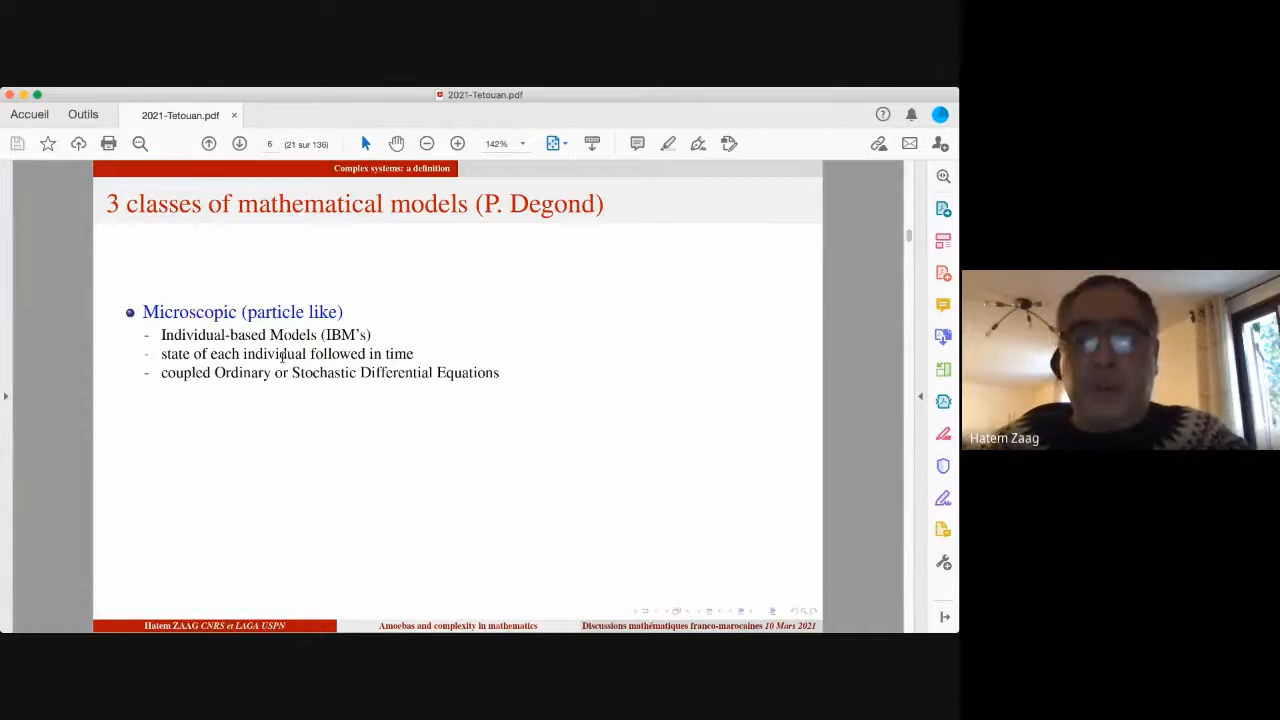 2021-Tetouan.pdf
Accueil
Outils
2021-Tetouan.pdf ×
6 (21 sur 136)
142%
Complex systems: a definition
3 classes of mathematical models (P. Degond)
Microscopic (particle like)
- Individual-based Models (IBM's)
- state of each individual followed in time
- coupled Ordinary or Stochastic Differential Equations
Hatem Zaag
Hatem ZAAG CNRS et LAGA USPN
Amoebas and complexity in mathematics
Discussions mathématiques franco-marocaines 10 Mars 2021